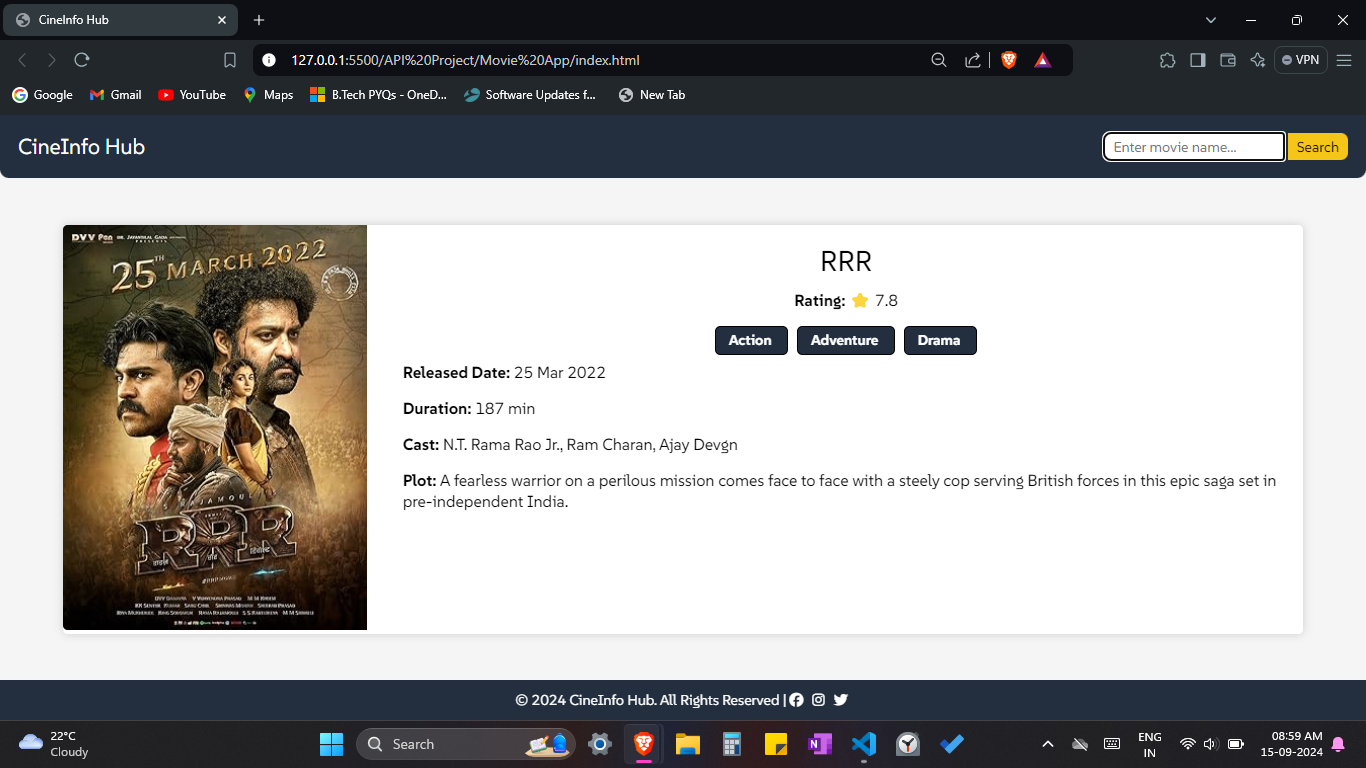 CineInfo Hub
127.0.0.1:5500/API%20Project/Movie%20App/index.html
VPN
Google
Gmail
YouTube
Maps
B.Tech PYQs - OneD...
Software Updates f...
New Tab
CineInfo Hub
Enter movie name...
Search
DVV
PRESENTS
25TH MARCH 2022
RRR
#RRRMOVIE
RRR
Rating: 7.8
Action
Adventure
Drama
Released Date: 25 Mar 2022
Duration: 187 min
Cast: N.T. Rama Rao Jr., Ram Charan, Ajay Devgn
Plot: A fearless warrior on a perilous mission comes face to face with a steely cop serving British forces in this epic saga set in
pre-independent India.
© 2024 CineInfo Hub. All Rights Reserved |
22°C
Cloudy
Search
ENG
IN
08:59 AM
15-09-2024